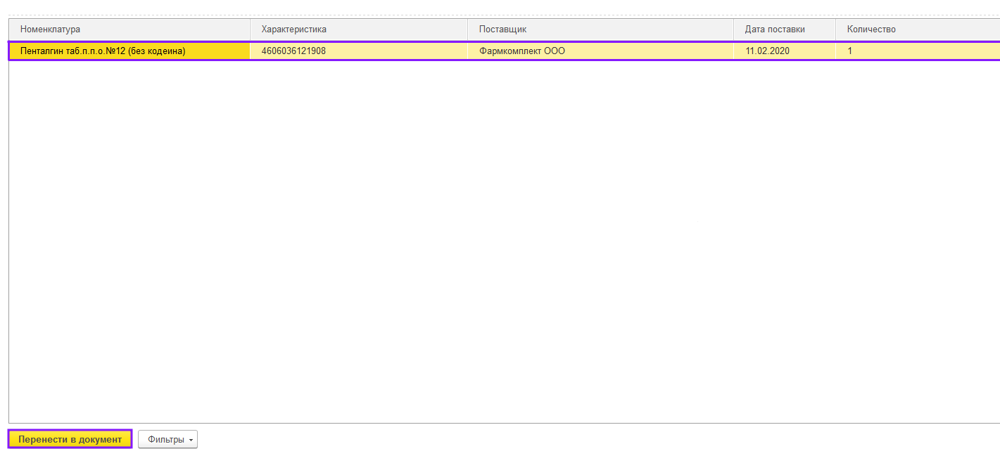 Номенклатура Характеристика Поставщик Дата поставки Количество
Пенталгин таб.п.п.о.№12 (без кодеина) 4606036121908 Фармкомплект ООО 11.02.2020 1
Перенести в документ Фильтры